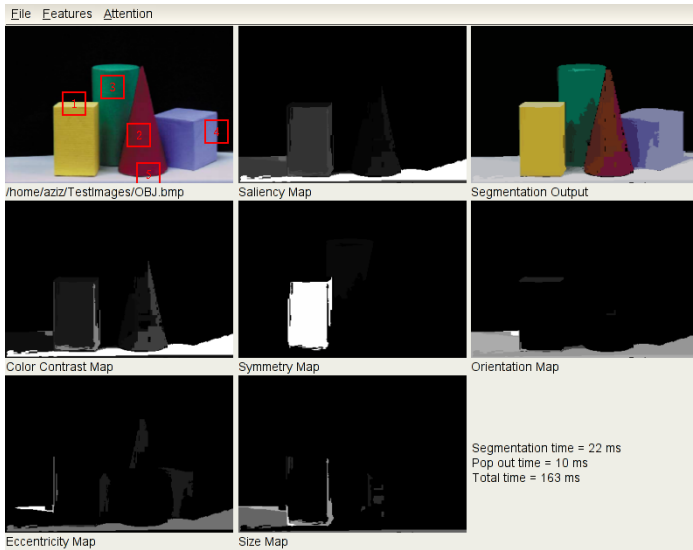 File Features Attention
1
3
2
4
5
/home/aziz/TestImages/OBJ.bmp
Saliency Map
Segmentation Output
Color Contrast Map
Symmetry Map
Orientation Map
Segmentation time = 22 ms
Pop out time = 10 ms
Total time = 163 ms
Eccentricity Map
Size Map